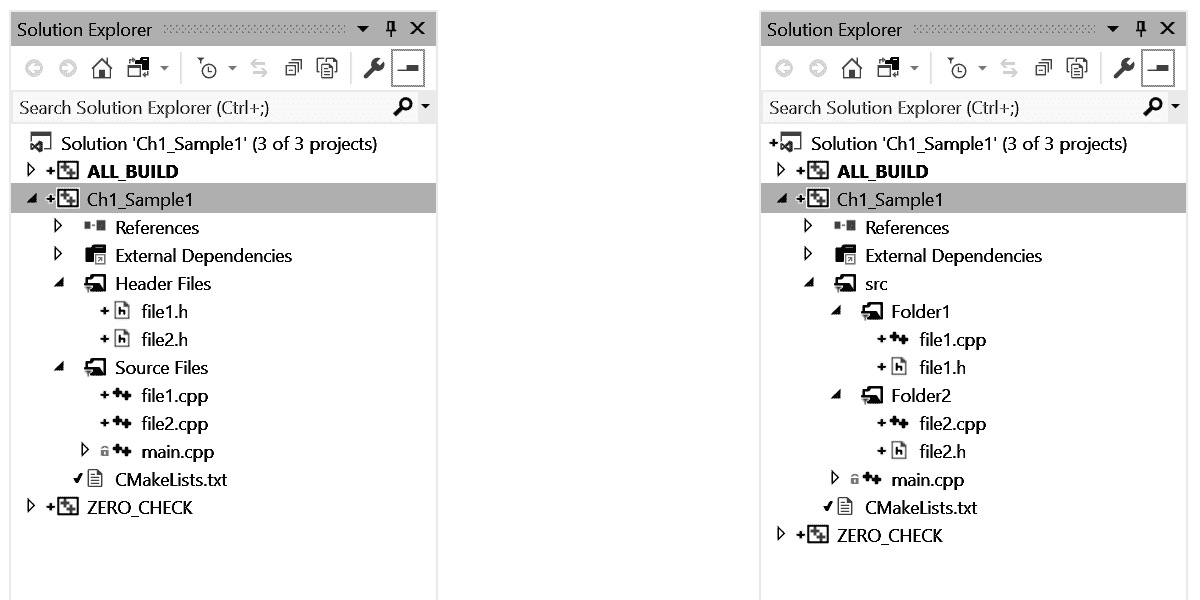 Solution Explorer
Search Solution Explorer (Ctrl+;)
Solution 'Ch1_Sample1' (3 of 3 projects)
ALL_BUILD
Ch1_Sample1
References
External Dependencies
Header Files
file1.h
file2.h
Source Files
file1.cpp
file2.cpp
main.cpp
CMakeLists.txt
ZERO_CHECK
Solution Explorer
Search Solution Explorer (Ctrl+;)
Solution 'Ch1_Sample1' (3 of 3 projects)
ALL_BUILD
Ch1_Sample1
References
External Dependencies
src
Folder1
file1.cpp
file1.h
Folder2
file2.cpp
file2.h
main.cpp
CMakeLists.txt
ZERO_CHECK